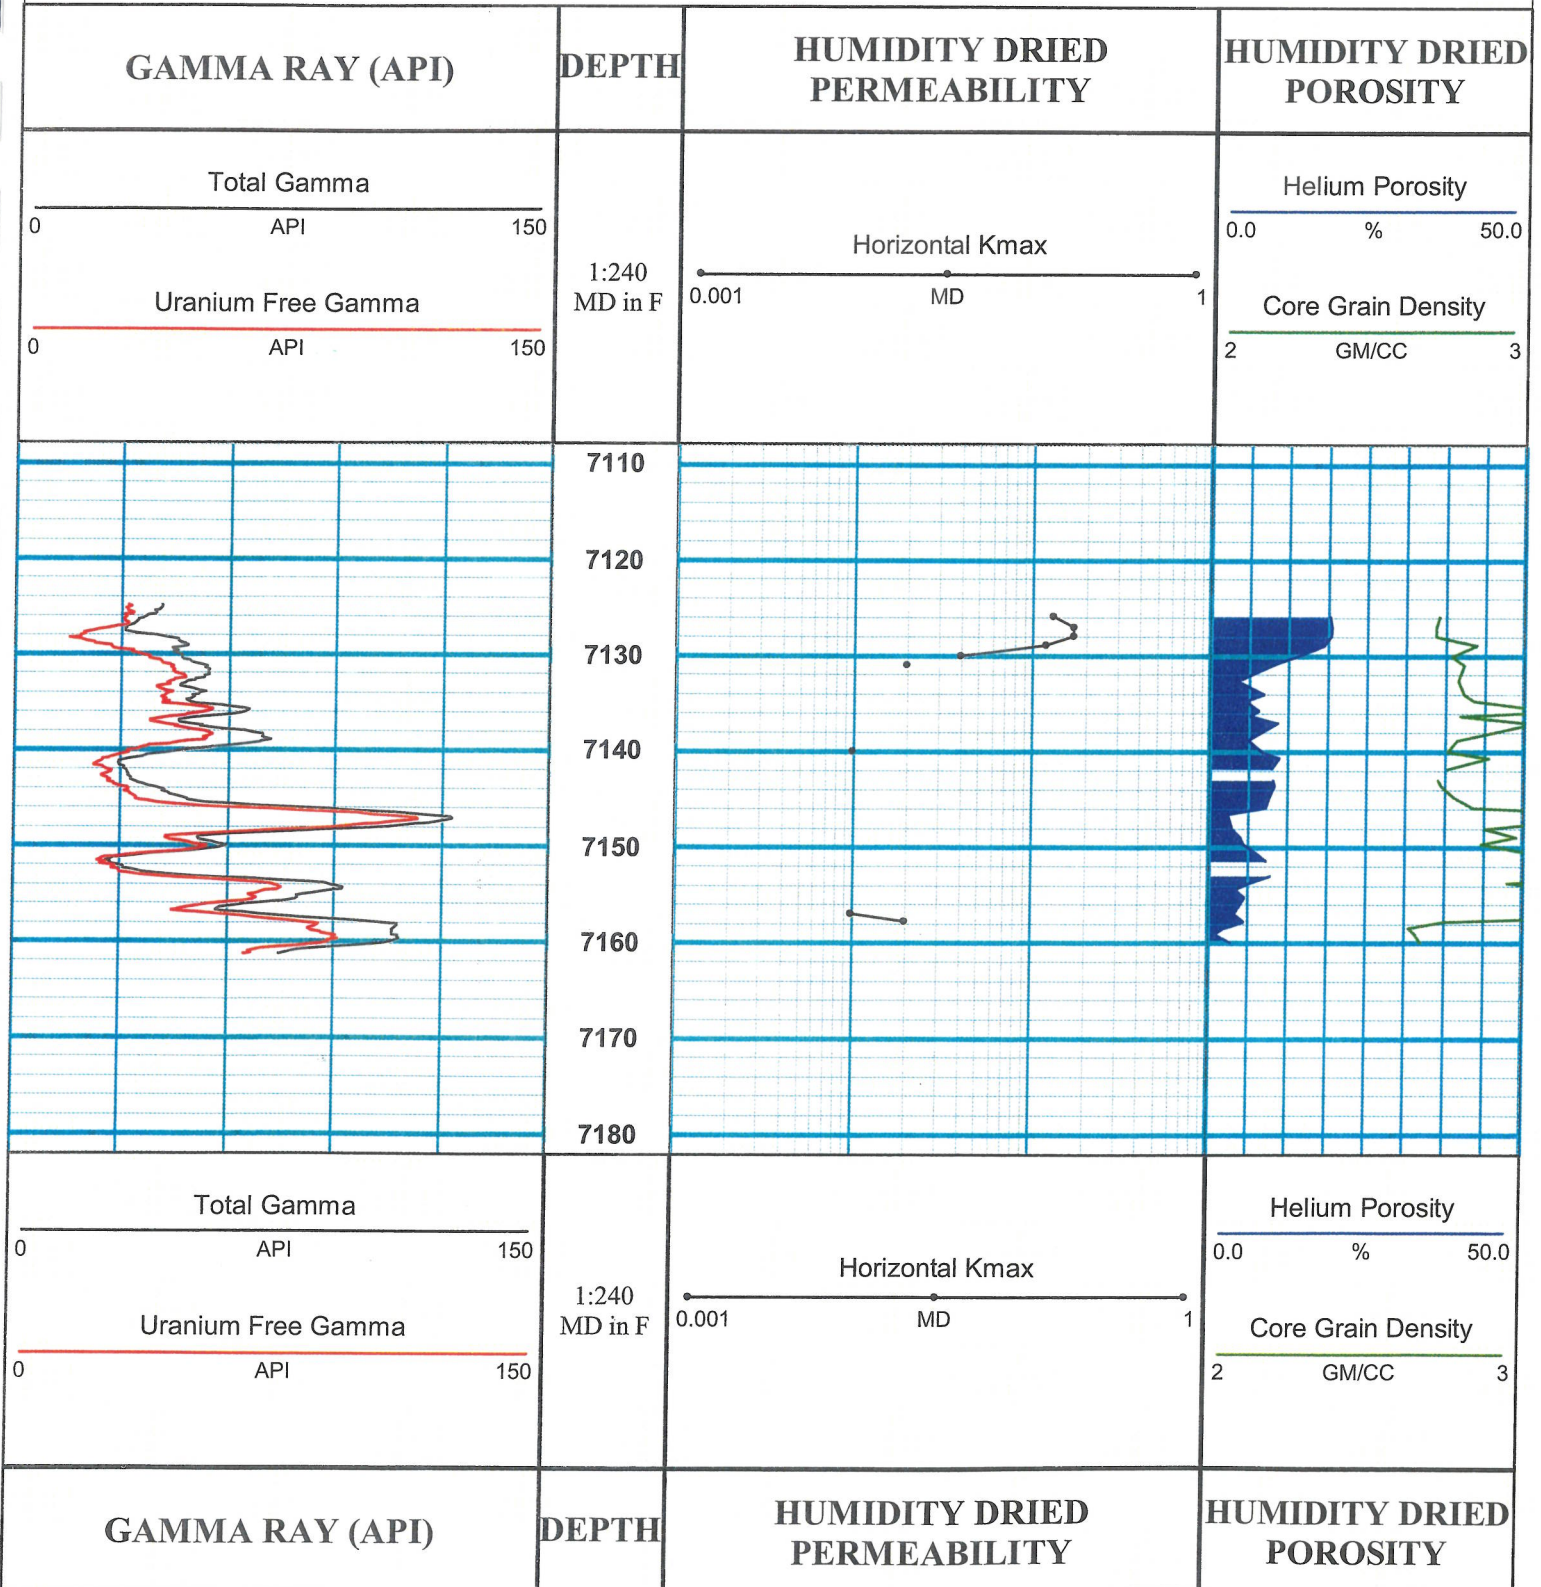 GAMMA RAY (API)
DEPTH
HUMIDITY DRIED
PERMEABILITY
HUMIDITY DRIED
POROSITY
Total Gamma
0 API 150
Uranium Free Gamma
0 API 150
1:240
MD in F
Horizontal Kmax
0.001 MD 1
Helium Porosity
0.0 % 50.0
Core Grain Density
2 GM/CC 3
7110
7120
7130
7140
7150
7160
7170
7180
Total Gamma
0 API 150
Uranium Free Gamma
0 API 150
1:240
MD in F
Horizontal Kmax
0.001 MD 1
Helium Porosity
0.0 % 50.0
Core Grain Density
2 GM/CC 3
GAMMA RAY (API)
DEPTH
HUMIDITY DRIED
PERMEABILITY
HUMIDITY DRIED
POROSITY